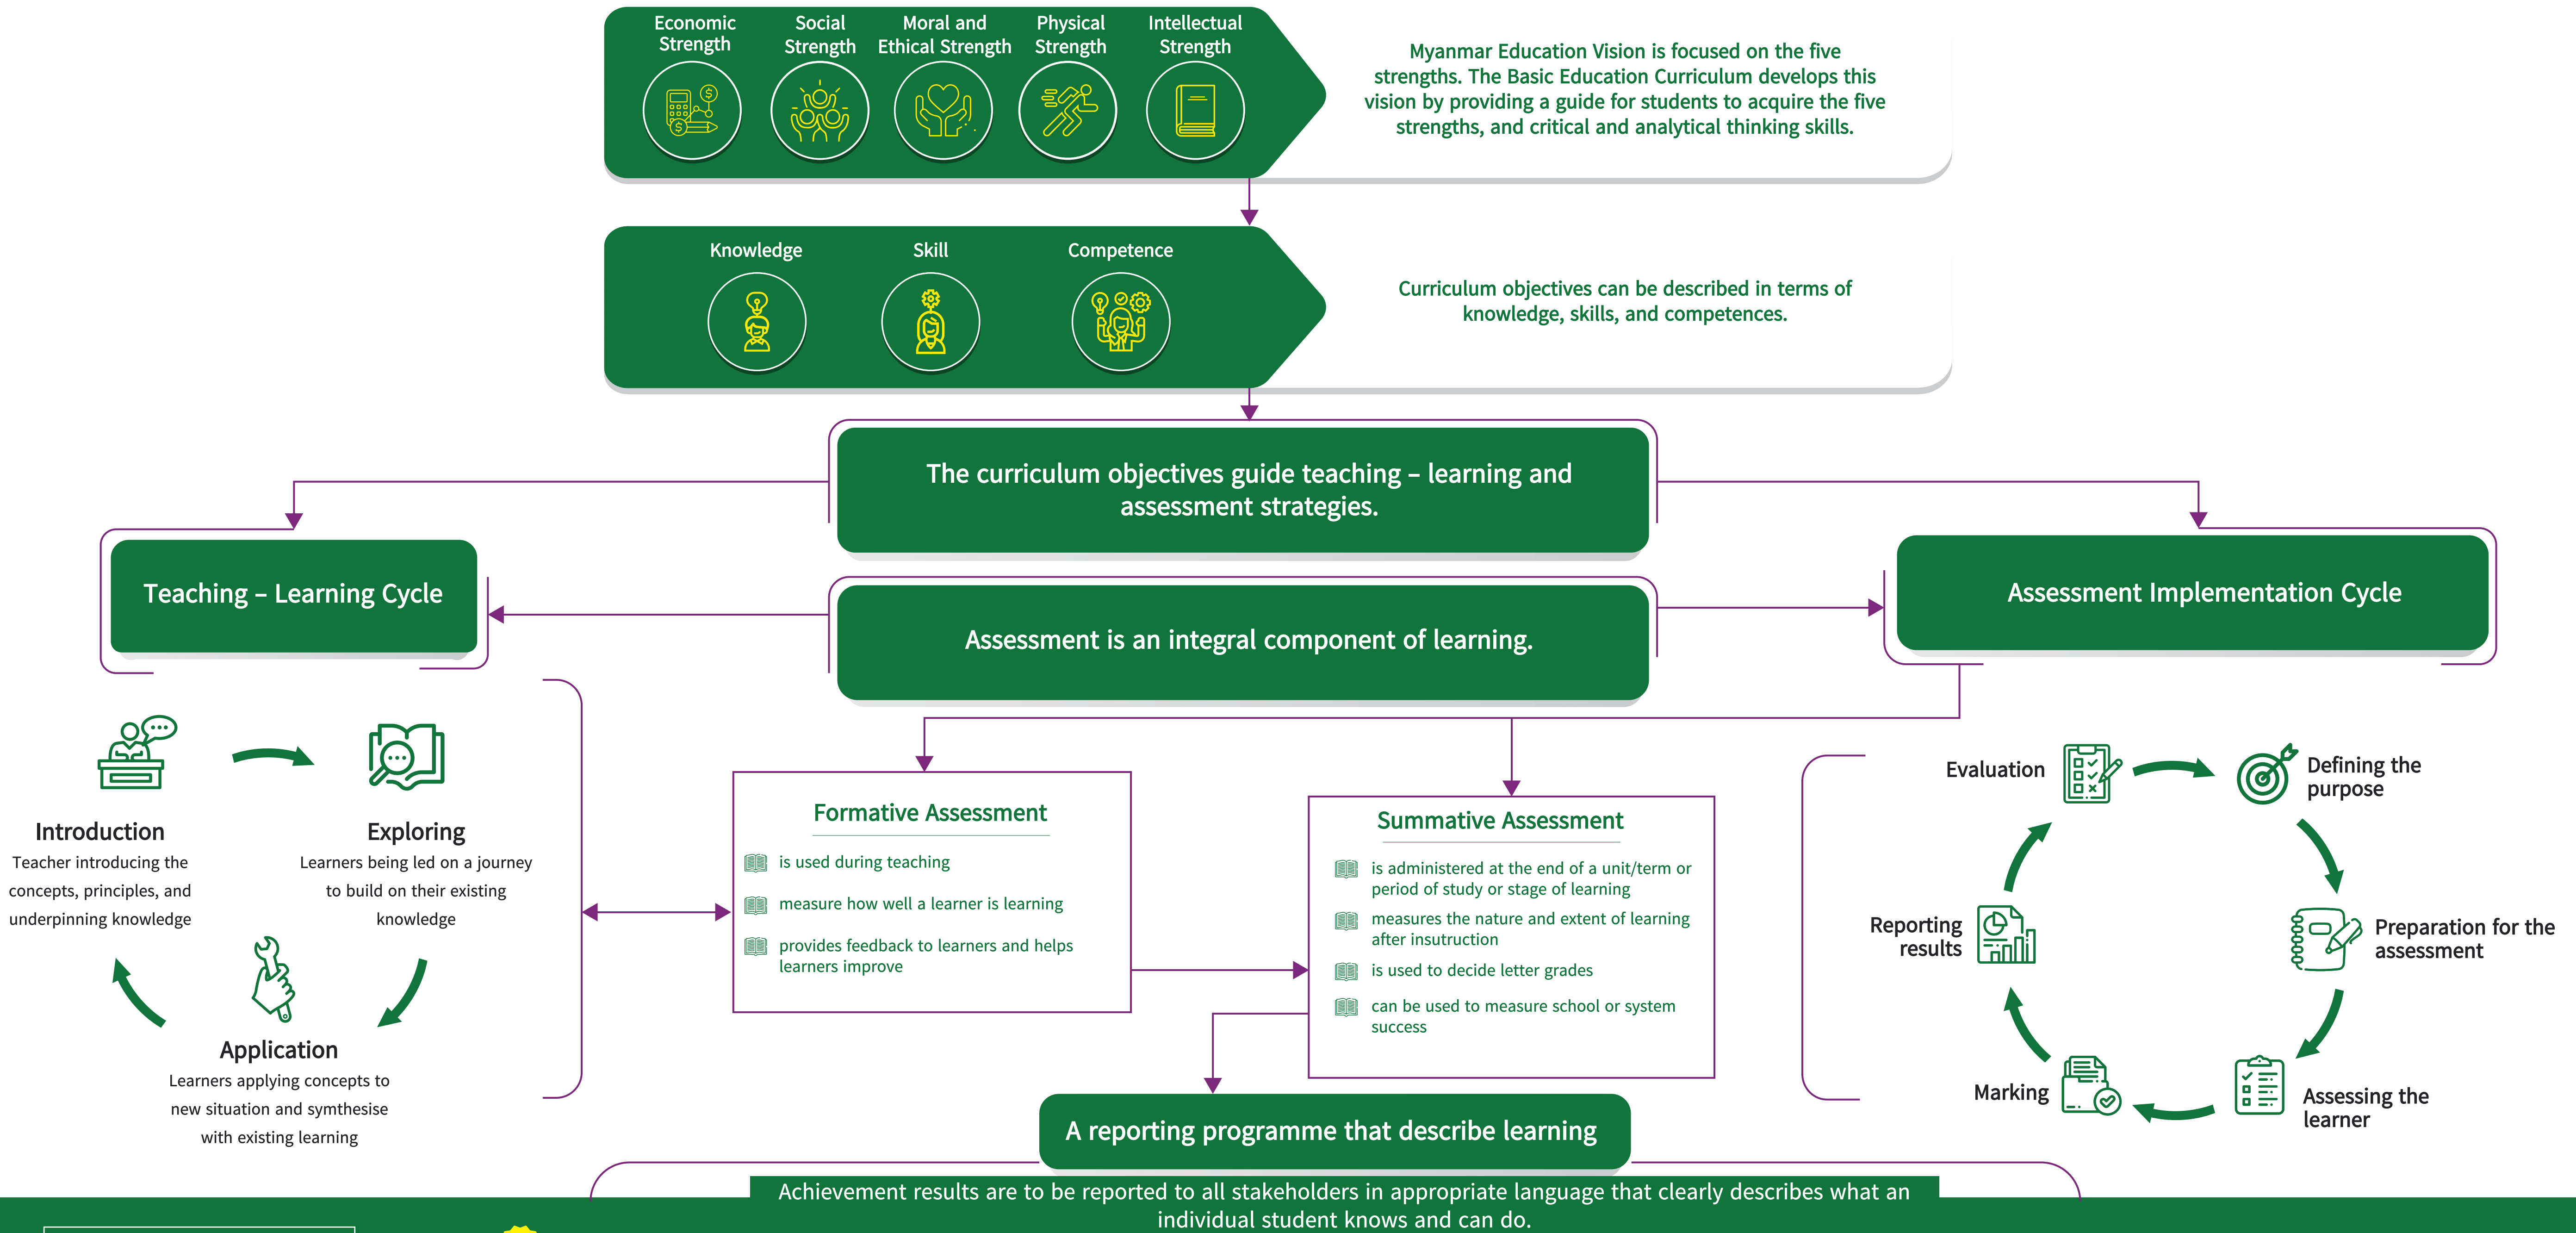 Economic
Strength
Social
Strength
Moral and
Ethical Strength
Physical
Strength
Intellectual
Strength
Myanmar Education Vision is focused on the five
strengths. The Basic Education Curriculum develops this
vision by providing a guide for students to acquire the five
strengths, and critical and analytical thinking skills.
Knowledge
Skill
Competence
Curriculum objectives can be described in terms of
knowledge, skills, and competences.
The curriculum objectives guide teaching – learning and
assessment strategies.
Teaching – Learning Cycle
Assessment is an integral component of learning.
Assessment Implementation Cycle
Introduction
Teacher introducing the
concepts, principles, and
underpinning knowledge
Exploring
Learners being led on a journey
to build on their existing
knowledge
Application
Learners applying concepts to
new situation and symthesise
with existing learning
Formative Assessment
is used during teaching
measure how well a learner is learning
provides feedback to learners and helps
learners improve
Summative Assessment
is administered at the end of a unit/term or
period of study or stage of learning
measures the nature and extent of learning
after insutruction
is used to decide letter grades
can be used to measure school or system
success
Evaluation
Defining the
purpose
Preparation for the
assessment
Assessing the
learner
Marking
Reporting
results
A reporting programme that describe learning
Achievement results are to be reported to all stakeholders in appropriate language that clearly describes what an
individual student knows and can do.